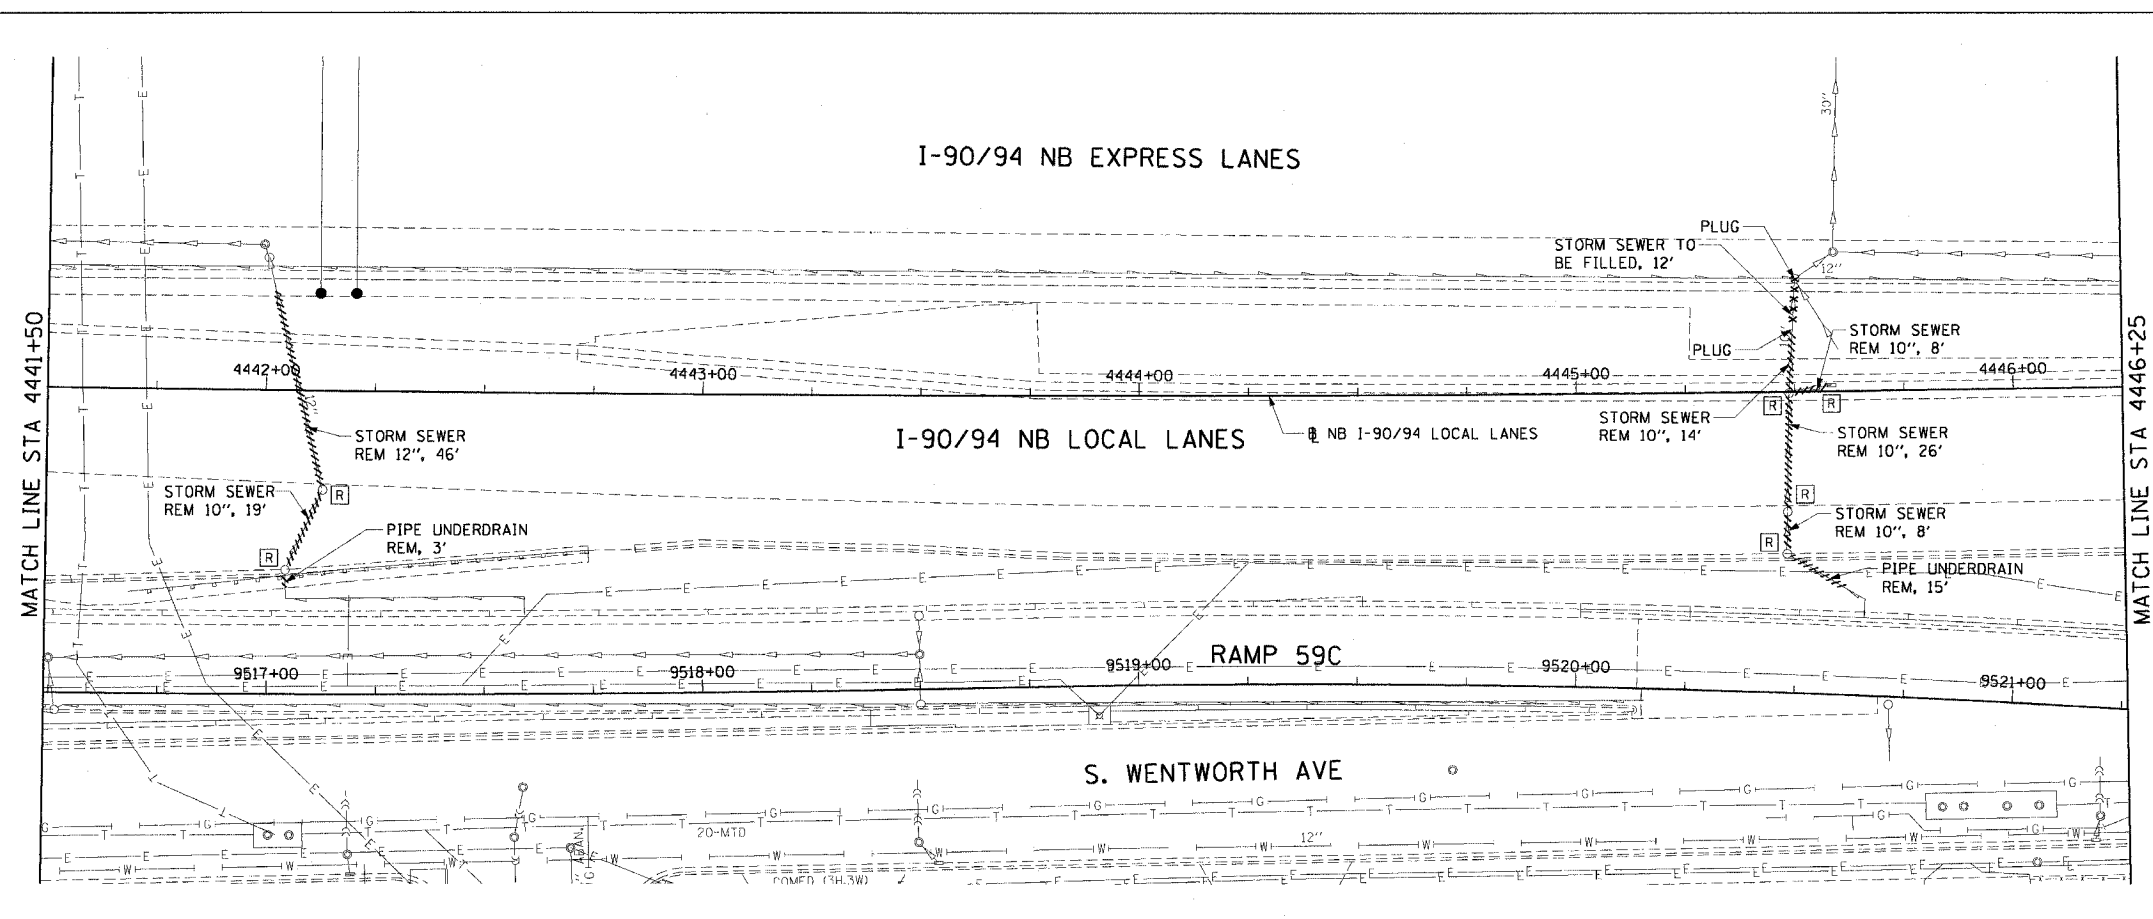 I-90/94 NB EXPRESS LANES
30"
PLUG
STORM SEWER TO
BE FILLED, 12'
12"
STORM SEWER
REM 10", 8'
PLUG
MATCH LINE STA 4441+50
MATCH LINE STA 4446+25
4442+00
4443+00
4444+00
4445+00
4446+00
12"
STORM SEWER
REM 12", 46'
I-90/94 NB LOCAL LANES
NB I-90/94 LOCAL LANES
STORM SEWER
REM 10", 14'
R
R
STORM SEWER
REM 10", 26'
STORM SEWER
REM 10", 19'
R
R
PIPE UNDERDRAIN
REM, 3'
R
STORM SEWER
REM 10", 8'
R
PIPE UNDERDRAIN
REM, 15'
RAMP 59C
9517+00
9518+00
9519+00
9520+00
9521+00
S. WENTWORTH AVE
20-MTD
12"
ABAN.
COMED (3H.3W)